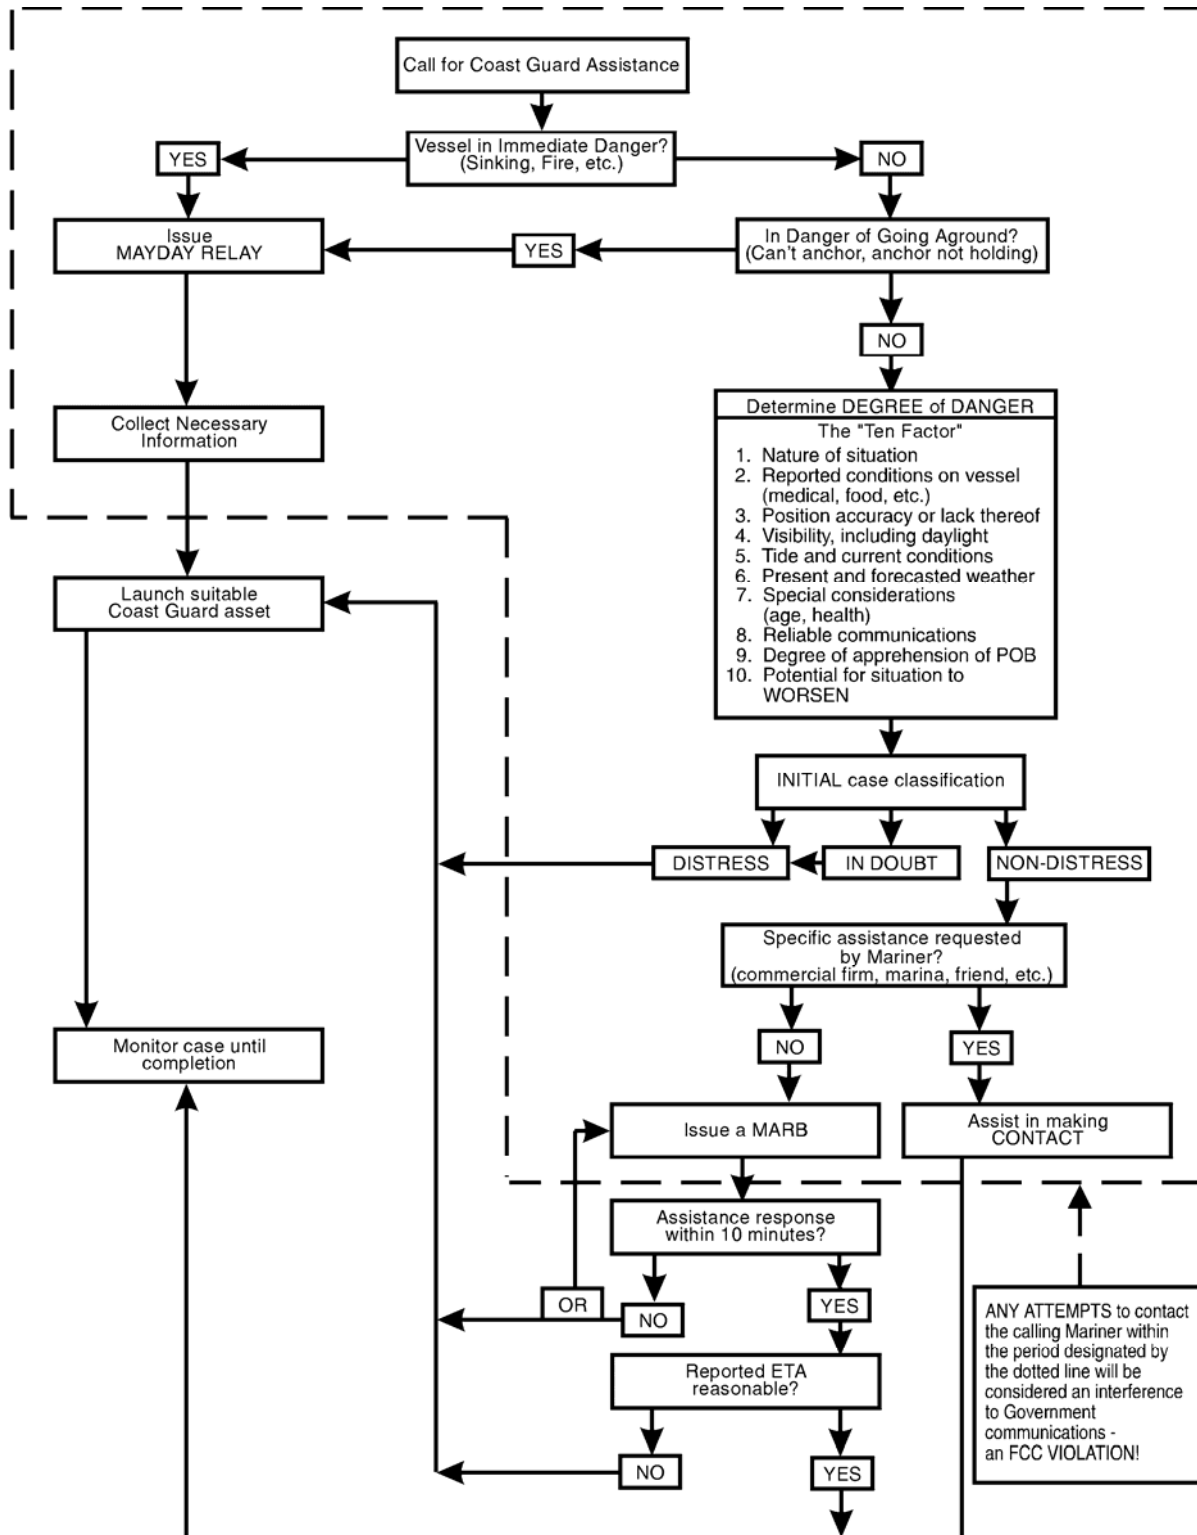 Call for Coast Guard Assistance
Vessel in Immediate Danger?
(Sinking, Fire, etc.)
YES
NO
Issue
MAYDAY RELAY
YES
In Danger of Going Aground?
(Can't anchor, anchor not holding)
NO
Collect Necessary
Information
Determine DEGREE of DANGER
The "Ten Factor"
1. Nature of situation
2. Reported conditions on vessel
(medical, food, etc.)
3. Position accuracy or lack thereof
4. Visibility, including daylight
5. Tide and current conditions
6. Present and forecasted weather
7. Special considerations
(age, health)
8. Reliable communications
9. Degree of apprehension of POB
10. Potential for situation to
WORSEN
Launch suitable
Coast Guard asset
INITIAL case classification
DISTRESS
IN DOUBT
NON-DISTRESS
Specific assistance requested
by Mariner?
(commercial firm, marina, friend, etc.)
NO
YES
Monitor case until
completion
Issue a MARB
Assist in making
CONTACT
Assistance response
within 10 minutes?
OR
NO
YES
ANY ATTEMPTS to contact
the calling Mariner within
the period designated by
the dotted line will be
considered an interference
to Government
communications -
an FCC VIOLATION!
Reported ETA
reasonable?
NO
YES